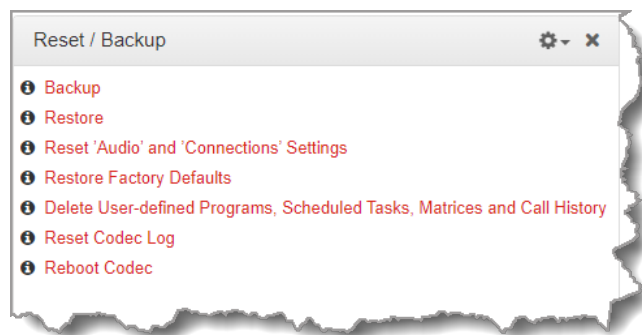 Reset / Backup
Backup
Restore
Reset 'Audio' and 'Connections' Settings
Restore Factory Defaults
Delete User-defined Programs, Scheduled Tasks, Matrices and Call History
Reset Codec Log
Reboot Codec